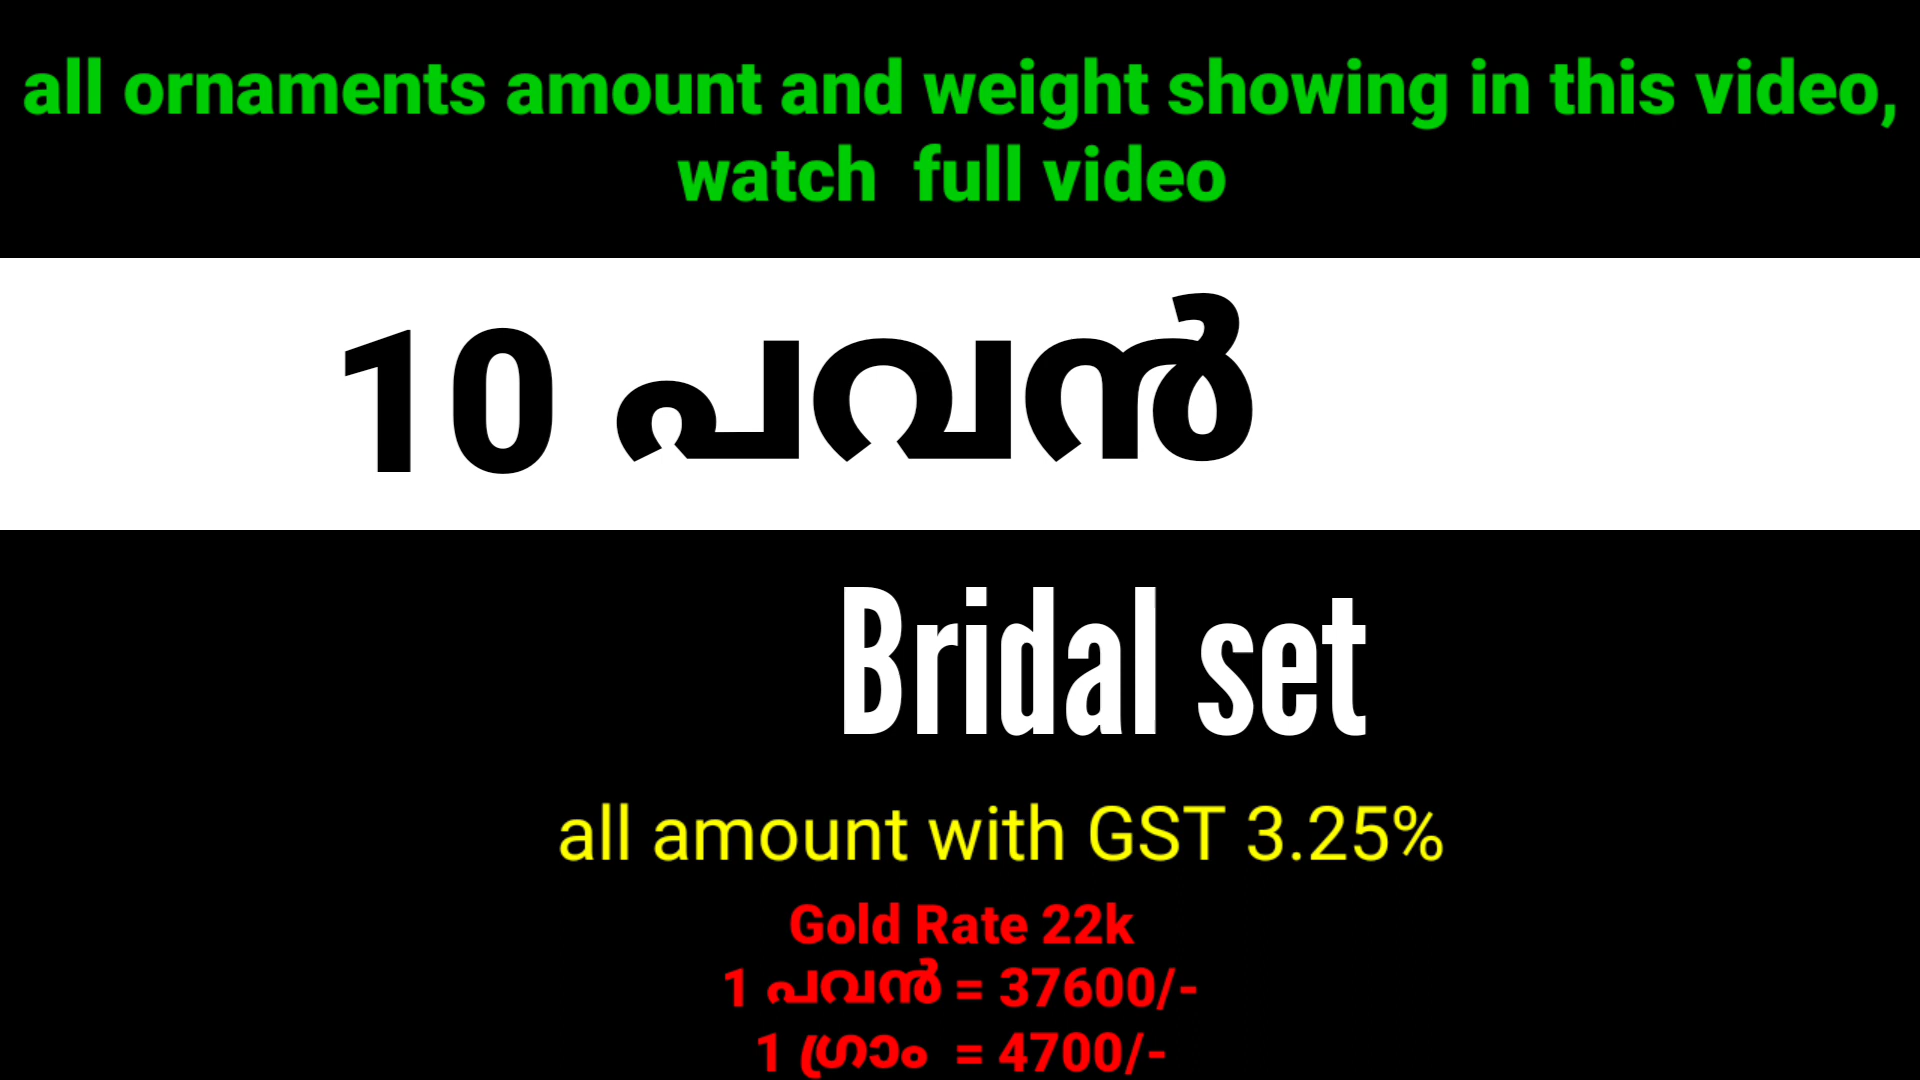 all ornaments amount and weight showing in this video,
watch full video
10 പവൻ
Bridal set
all amount with GST 3.25%
Gold Rate 22k
1 പവൻ = 37600/-
1 ഗ്രാം = 4700/-